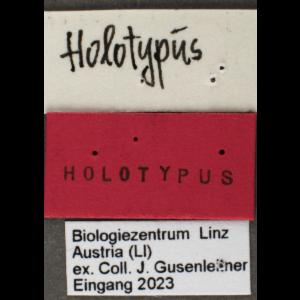 Holotypus
HOLOTYPUS
Biologiezentrum Linz
Austria (LI)
ex. Coll. J. Gusenleitner
Eingang 2023